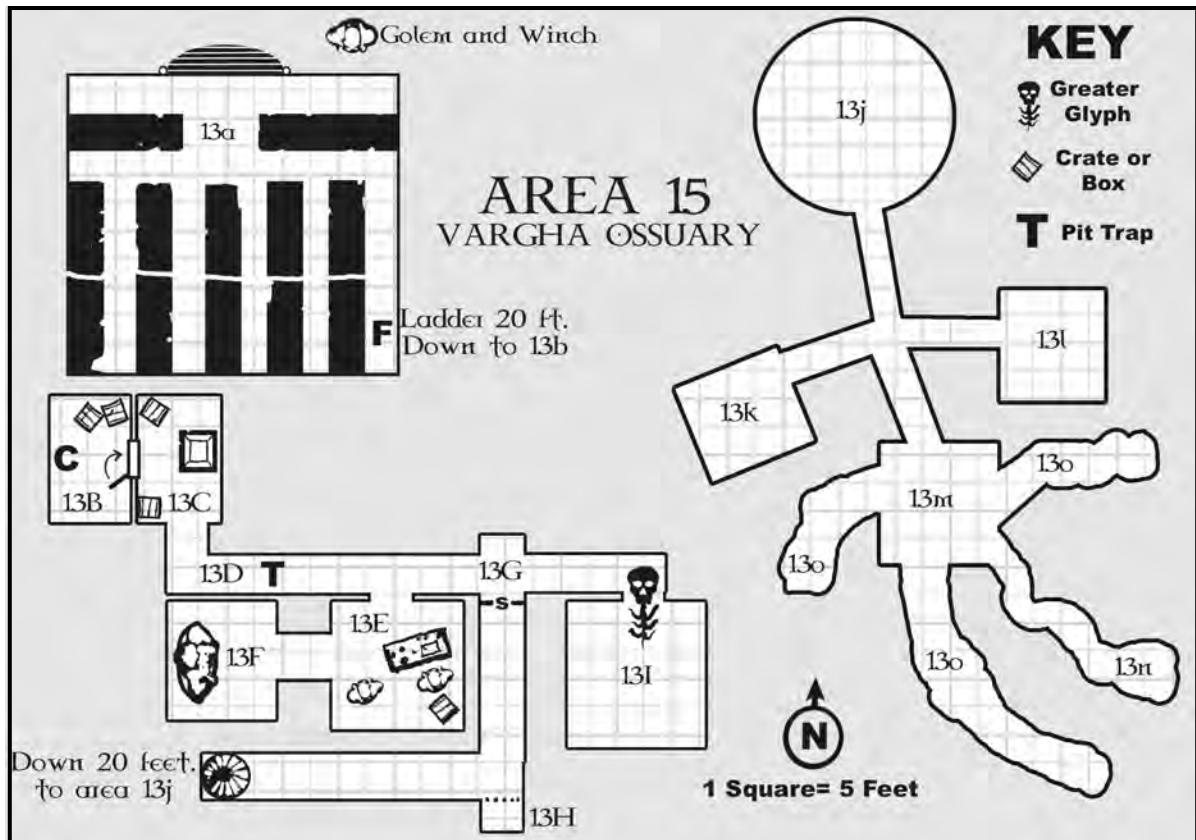 Golem and Winch
KEY
Greater
Glyph
Crate or
Box
T Pit Trap
13a
AREA 15
VARGHA OSSUARY
F
Ladder 20 ft.
Down to 13b
13j
13l
13k
C
13B
13C
13D
T
13G
S
13E
13F
13I
Down 20 feet.
to area 13j
13H
13o
13m
13o
13o
13n
N
1 Square= 5 Feet